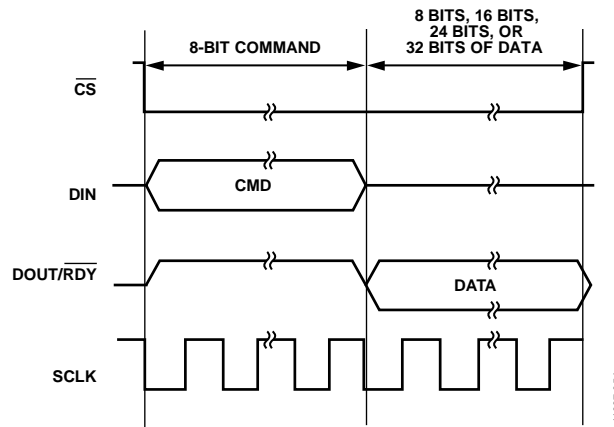 8-BIT COMMAND
8 BITS, 16 BITS,
24 BITS, OR
32 BITS OF DATA
CS
DIN
CMD
DOUT/RDY
DATA
SCLK